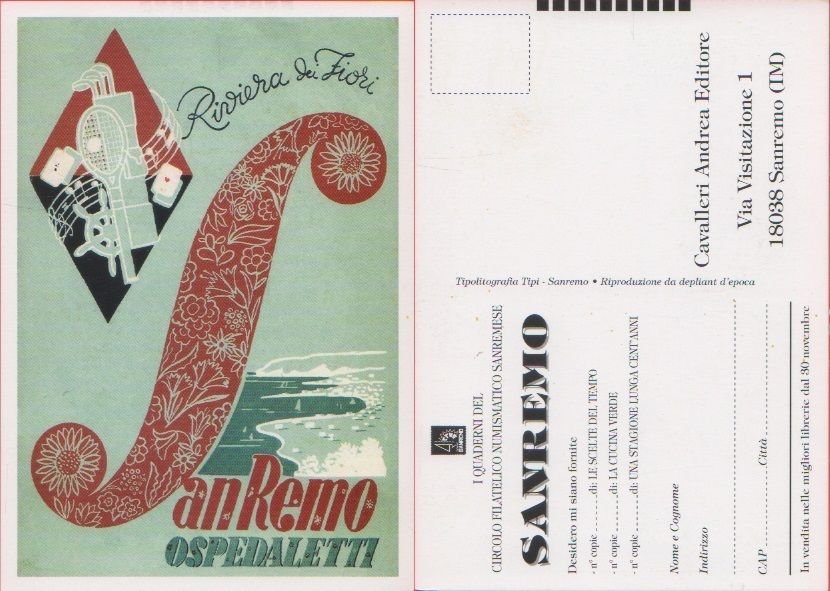 Riviera dei Fiori
San Remo
OSPEDALETTI
Cavalleri Andrea Editore
Via Visitazione 1
18038 Sanremo (IM)
Tipolitografia Tipi - Sanremo • Riproduzione da depliant d'epoca
I QUADERNI DEL
CIRCOLO FILATELICO NUMISMATICO SANREMESE
SANREMO
Desidero mi siano fornite
- n° copie ........di: LE SCELTE DEL TEMPO
- n° copie ........di: LA CUCINA VERDE
- n° copie ........di: UNA STAGIONE LUNGA CENT'ANNI
Nome e Cognome
Indirizzo
CAP ............ Città ............
In vendita nelle migliori librerie dal 30 novembre